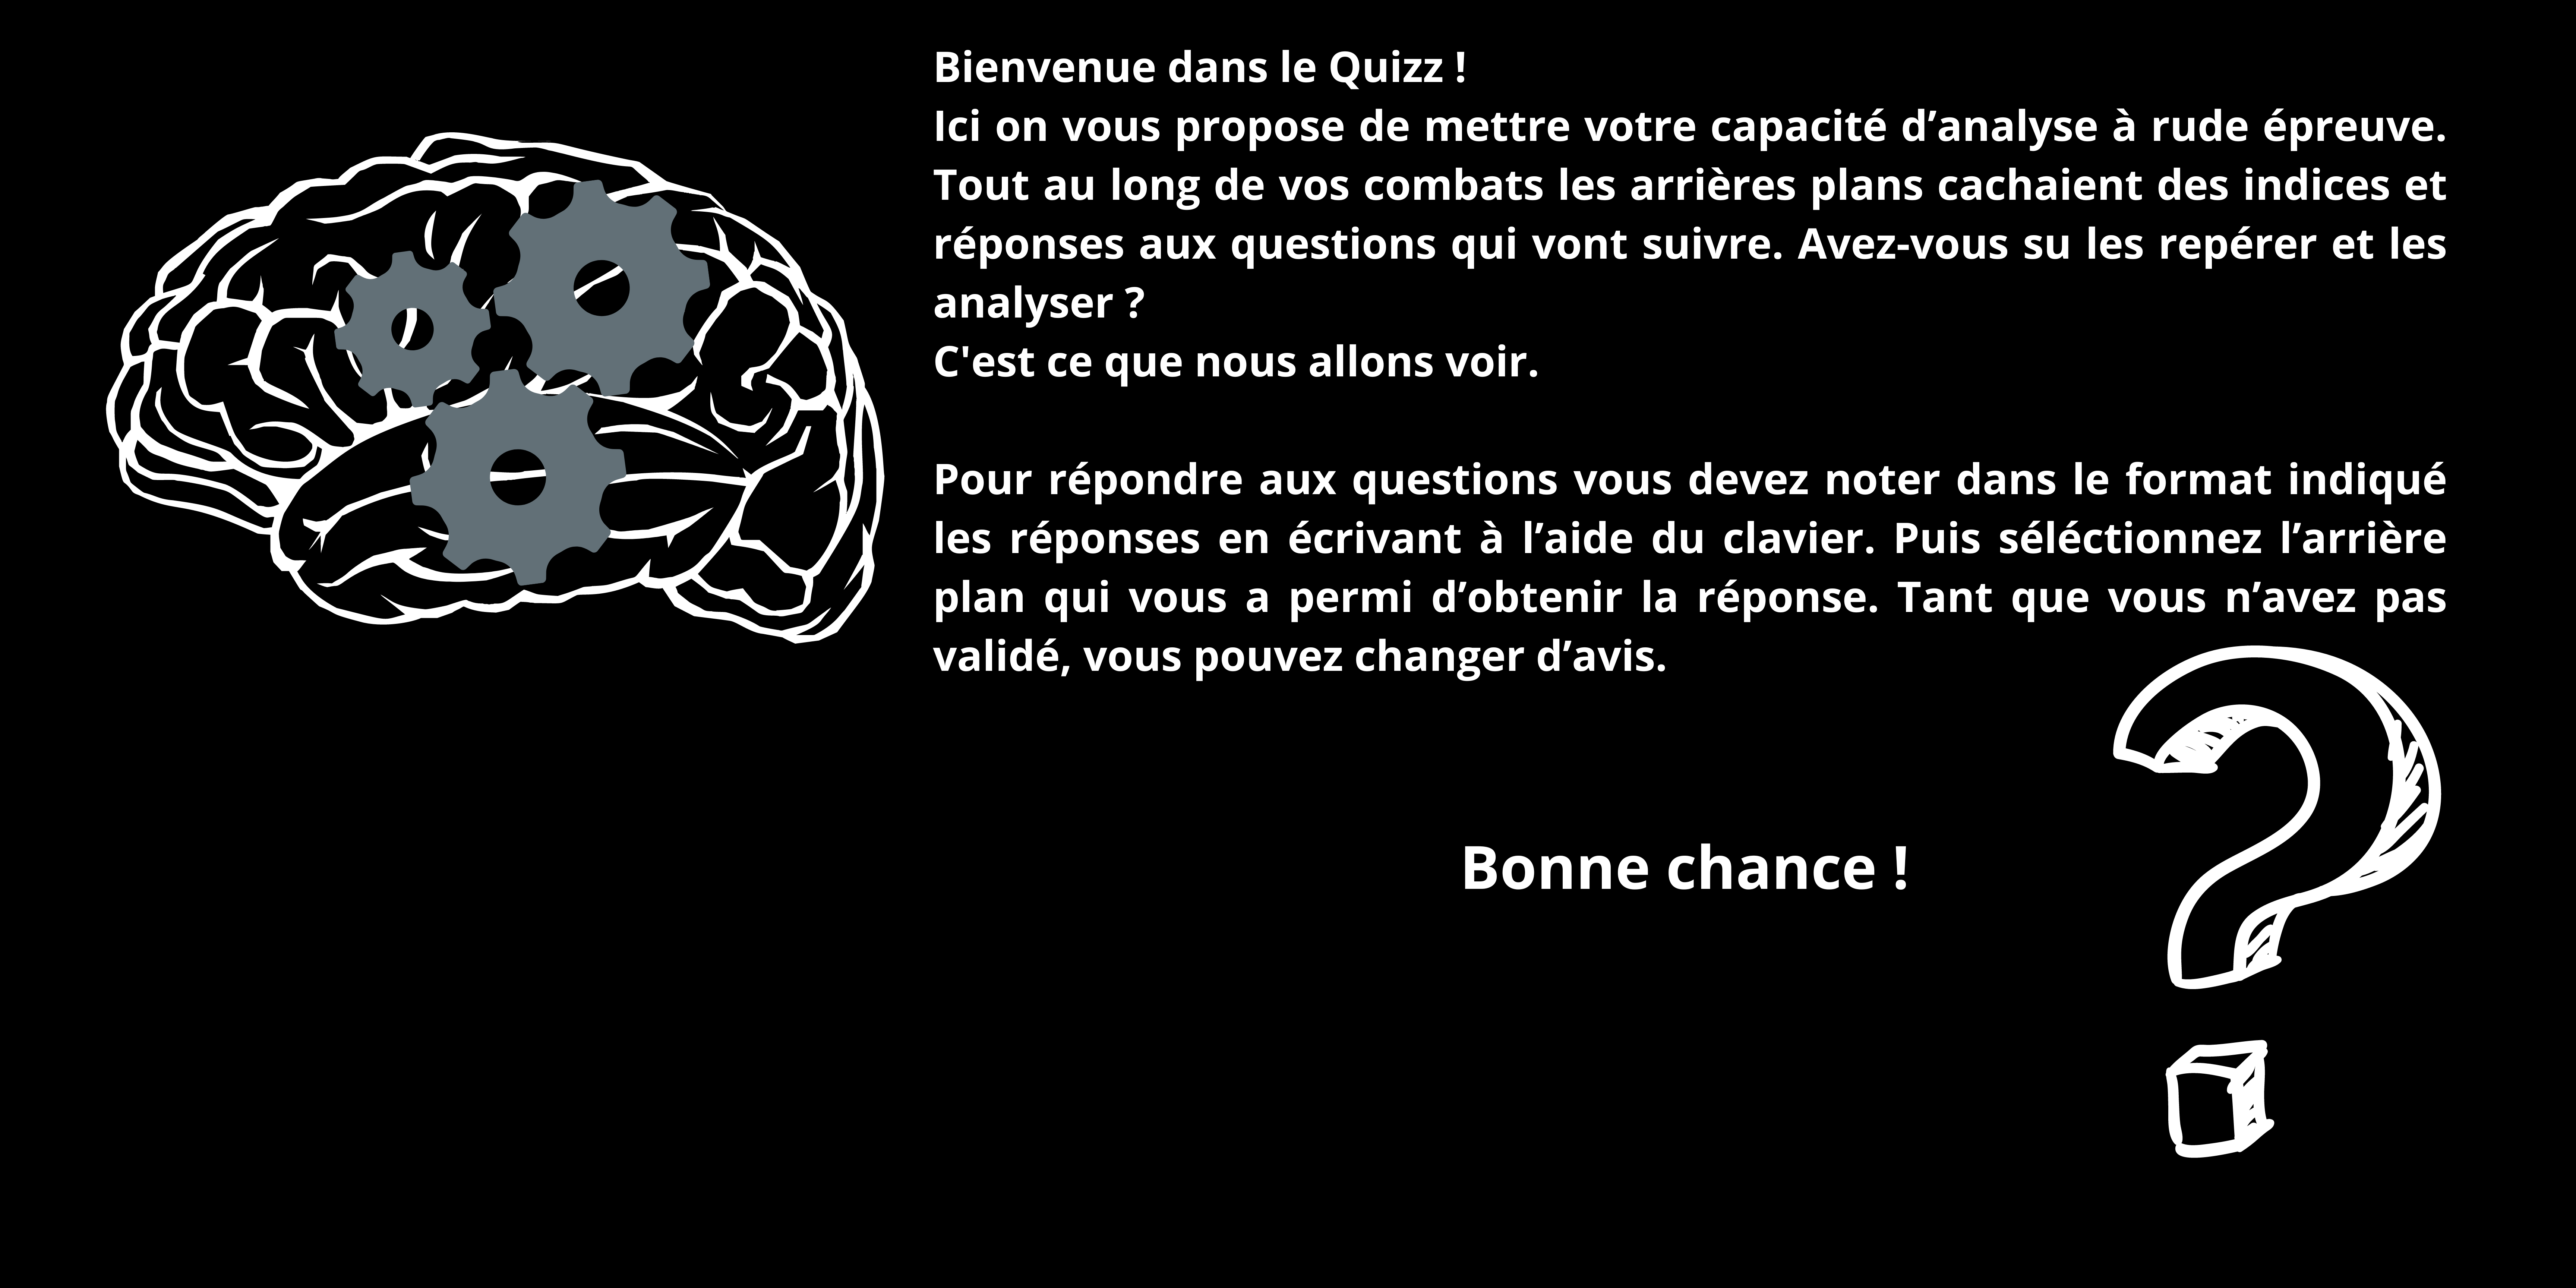 Bienvenue dans le Quizz !
Ici on vous propose de mettre votre capacité d’analyse à rude épreuve.
Tout au long de vos combats les arrières plans cachaient des indices et
réponses aux questions qui vont suivre. Avez-vous su les repérer et les
analyser ?
C'est ce que nous allons voir.
Pour répondre aux questions vous devez noter dans le format indiqué
les réponses en écrivant à l’aide du clavier. Puis séléctionnez l’arrière
plan qui vous a permi d’obtenir la réponse. Tant que vous n’avez pas
validé, vous pouvez changer d’avis.
Bonne chance !
?